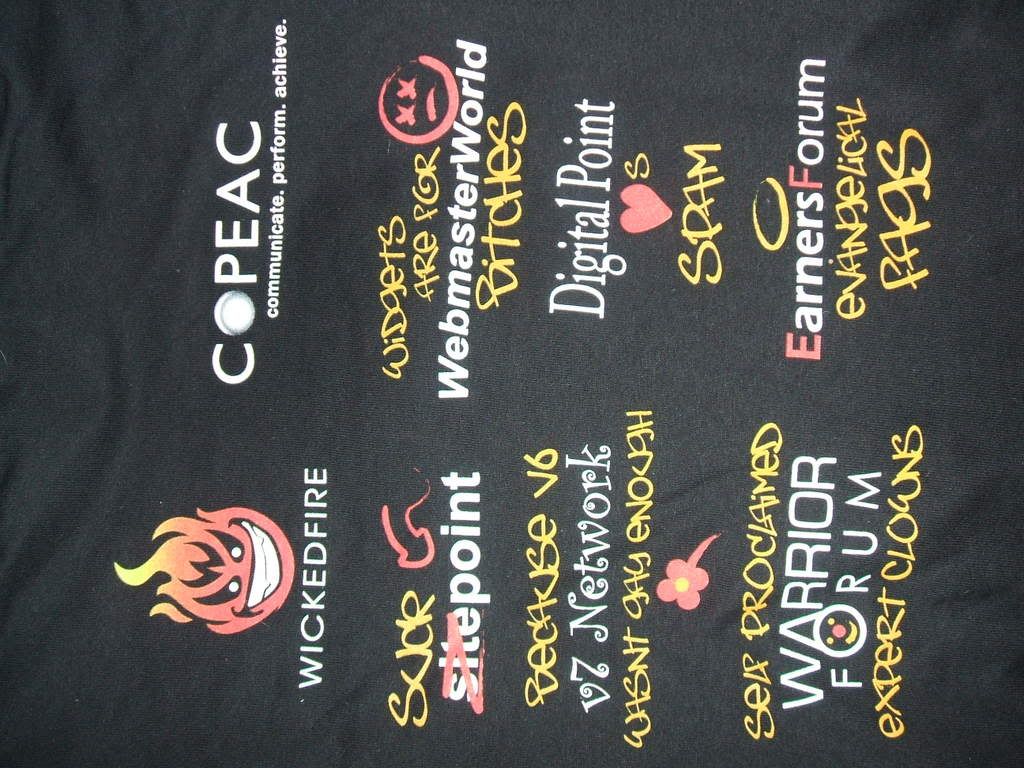 WICKEDFIRE
COPEAC
communicate. perform. achieve.
SUCK
sitepoint
WIDGETS
ARE FOR
WebmasterWorld
BITCHES
BECAUSE V6
v7 Network
WASNT GAY ENOUGH
Digital Point
S
SPAM
SELF PROCLAIMED
WARRIOR
FORUM
EXPERT CLOWNS
EarnersForum
EVANGELICAL
FAGS